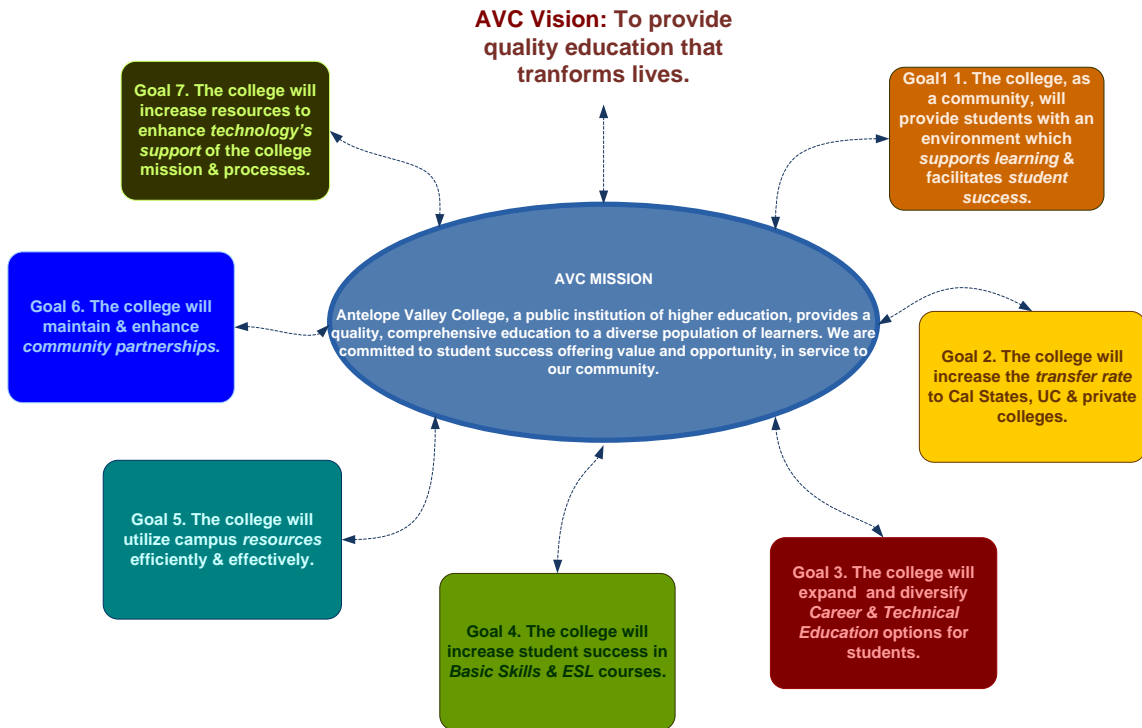 AVC Vision: To provide
quality education that
tranforms lives.
Goal1 1. The college, as
a community, will
provide students with an
environment which
supports learning &
facilitates student
success.
Goal 7. The college will
increase resources to
enhance technology’s
support of the college
mission & processes.
AVC MISSION
Antelope Valley College, a public institution of higher education, provides a
quality, comprehensive education to a diverse population of learners. We are
committed to student success offering value and opportunity, in service to
our community.
Goal 6. The college will
maintain & enhance
community partnerships.
Goal 2. The college will
increase the transfer rate
to Cal States, UC & private
colleges.
Goal 5. The college will
utilize campus resources
efficiently & effectively.
Goal 3. The college will
expand  and diversify
Career & Technical
Education options for
students.
Goal 4. The college will
increase student success in
Basic Skills & ESL courses.